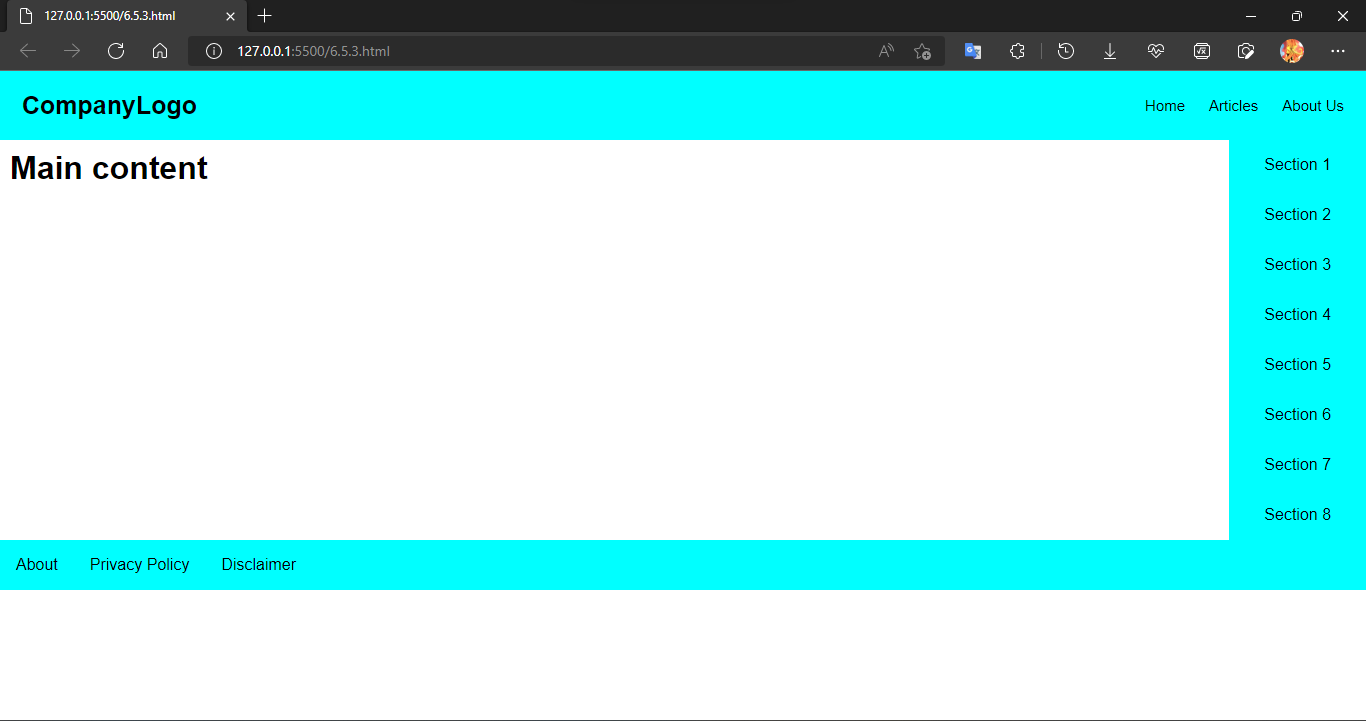 127.0.0.1:5500/6.5.3.html
127.0.0.1:5500/6.5.3.html
CompanyLogo
Home Articles About Us
Main content
Section 1
Section 2
Section 3
Section 4
Section 5
Section 6
Section 7
Section 8
About Privacy Policy Disclaimer